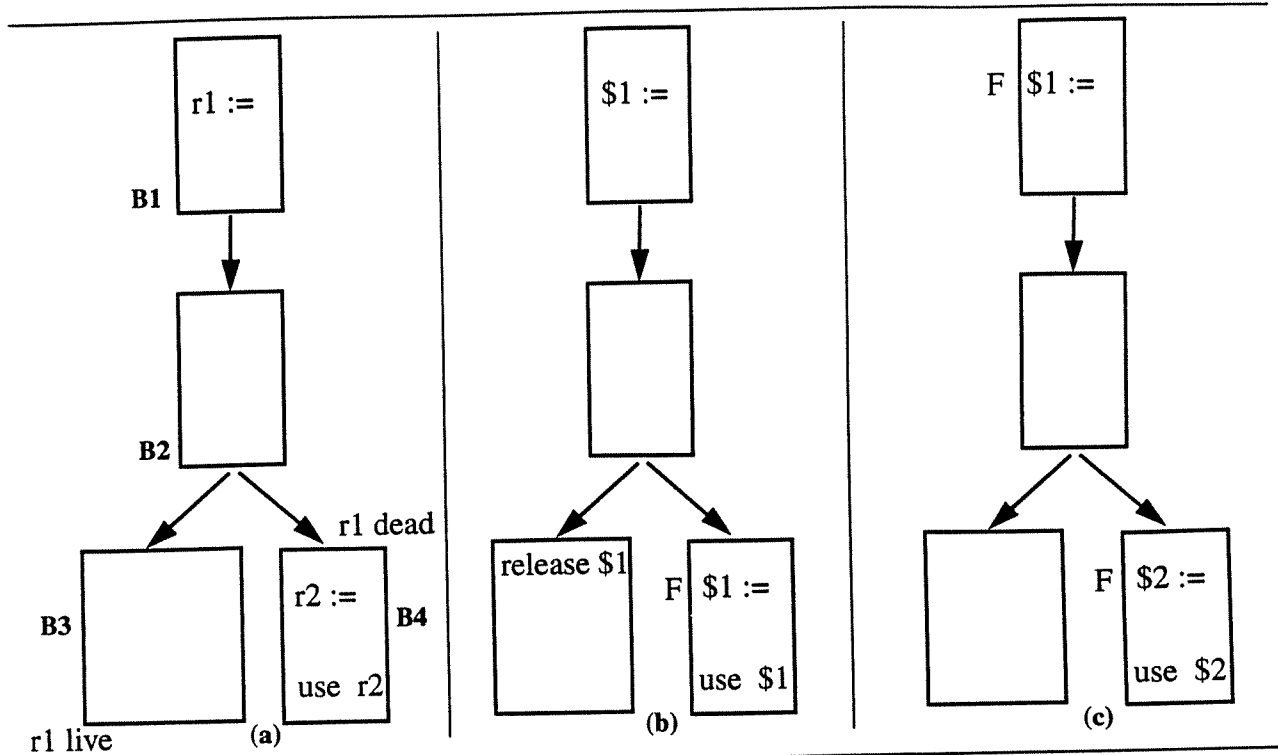 r1 :=
B1
B2
r1 dead
r2 :=
B3
B4
use r2
r1 live
(a)
$1 :=
release $1
F $1 :=
use $1
(b)
F $1 :=
F $2 :=
use $2
(c)